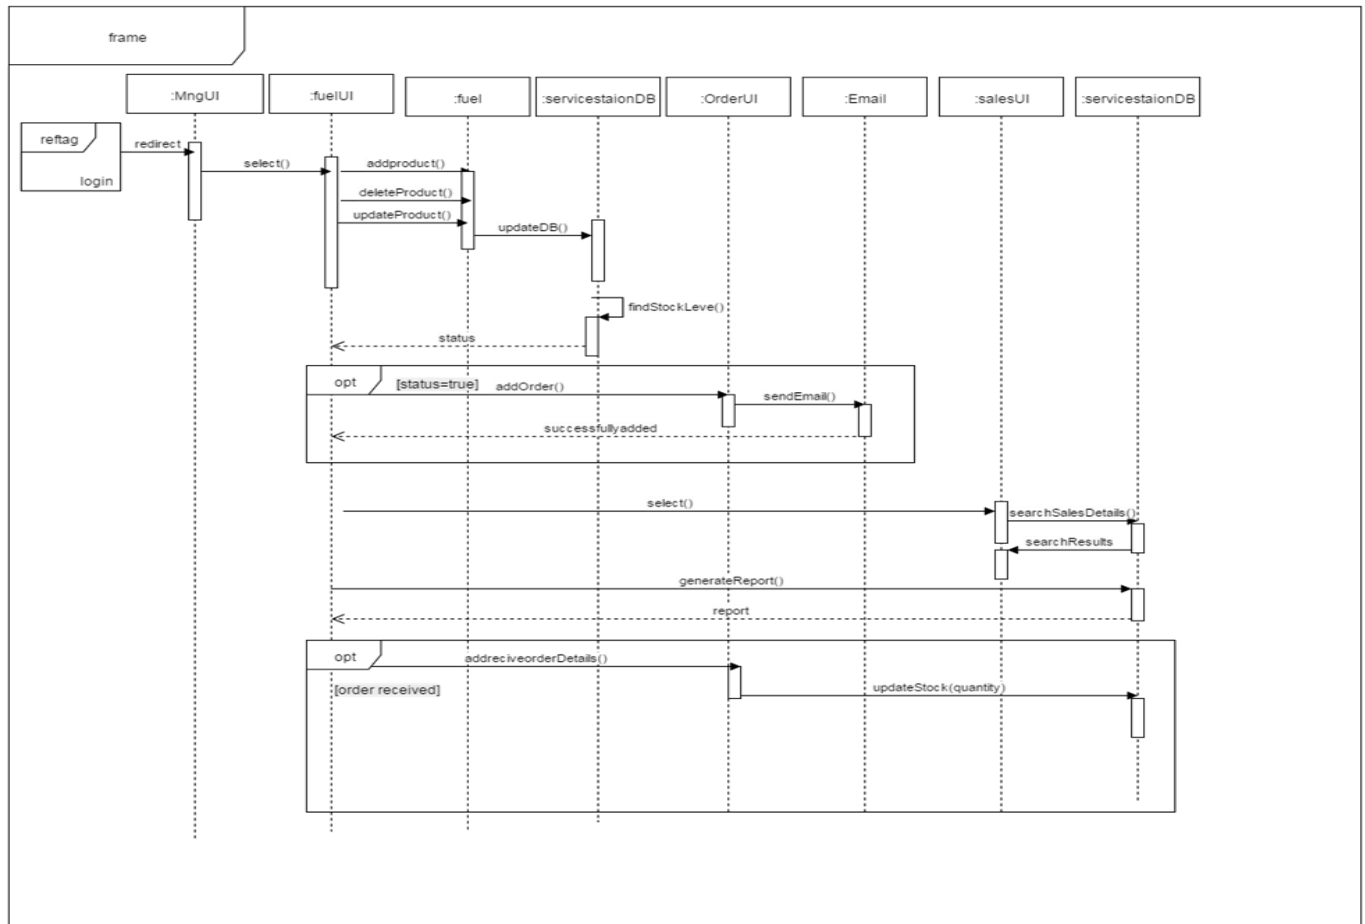 frame
:MngUI
:fuelUI
:fuel
:servicestaionDB
:OrderUI
:Email
:salesUI
:servicestaionDB
reftag
login
redirect
select()
addproduct()
deleteProduct()
updateProduct()
updateDB()
findStockLeve()
status
opt
[status=true]
addOrder()
sendEmail()
successfullyadded
select()
searchSalesDetails()
searchResults
generateReport()
report
opt
addreciveorderDetails()
[order received]
updateStock(quantity)